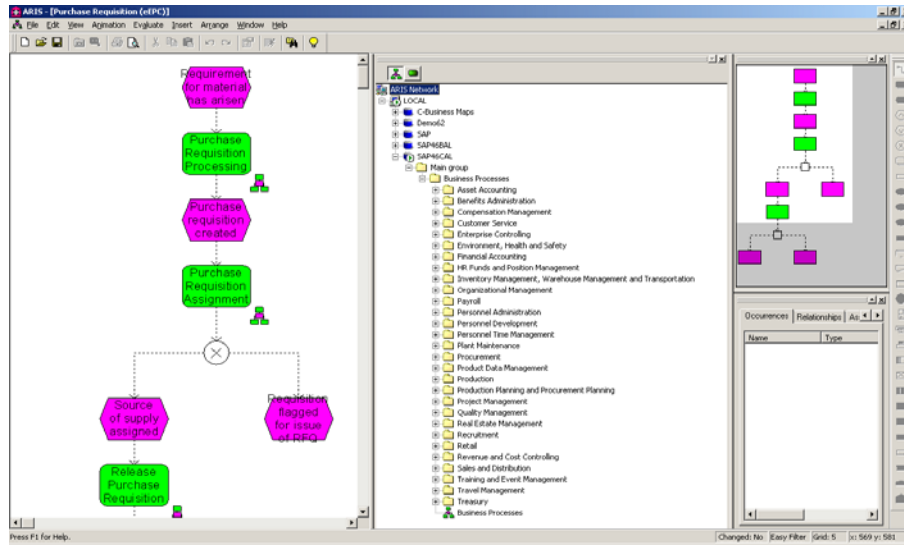 ARIS - [Purchase Requisition (eEPC)]
File Edit View Animation Evaluate Insert Arrange Window Help
Requirement
for material
has arisen
Purchase
Requisition
Processing
Purchase
requisition
created
Purchase
Requisition
Assignment
Source
of supply
assigned
Requisition
flagged
for issue
of RFQ
Release
Purchase
Requisition
ARIS Network
LOCAL
C-Business Maps
Demo62
SAP
SAP46BAL
SAP46CAL
Main group
Business Processes
Asset Accounting
Benefits Administration
Compensation Management
Customer Service
Enterprise Controlling
Environment, Health and Safety
Financial Accounting
HR Funds and Position Management
Inventory Management, Warehouse Management and Transportation
Organizational Management
Payroll
Personnel Administration
Personnel Development
Personnel Time Management
Plant Maintenance
Procurement
Product Data Management
Production
Production Planning and Procurement Planning
Project Management
Quality Management
Real Estate Management
Recruitment
Retail
Revenue and Cost Controlling
Sales and Distribution
Training and Event Management
Travel Management
Treasury
Business Processes
Occurrences Relationships As
Name Type
Press F1 for Help.
Changed: No Easy Filter Grid: 5 x: 569 y: 581